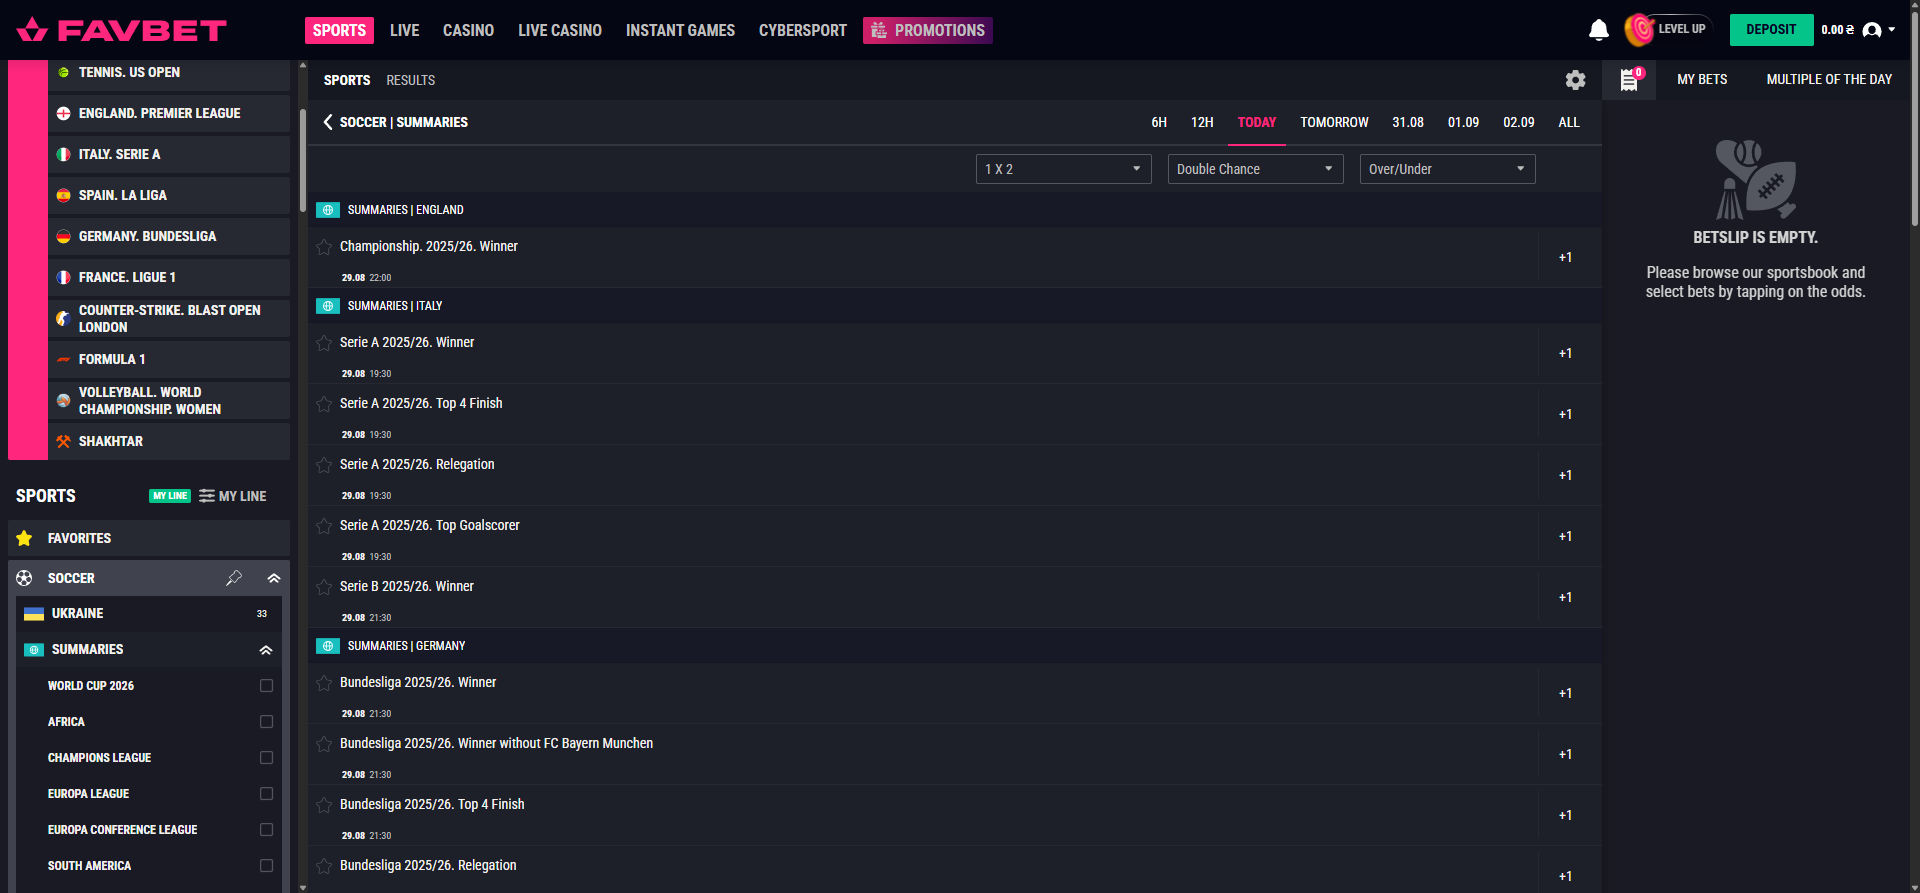 FAVBET
SPORTS LIVE CASINO LIVE CASINO INSTANT GAMES CYBERSPORT PROMOTIONS
LEVEL UP
DEPOSIT
0.00 ₴
TENNIS. US OPEN
ENGLAND. PREMIER LEAGUE
ITALY. SERIE A
SPAIN. LA LIGA
GERMANY. BUNDESLIGA
FRANCE. LIGUE 1
COUNTER-STRIKE. BLAST OPEN
LONDON
FORMULA 1
VOLLEYBALL. WORLD
CHAMPIONSHIP. WOMEN
SHAKHTAR
SPORTS
MY LINE
MY LINE
FAVORITES
SOCCER
UKRAINE 33
SUMMARIES
WORLD CUP 2026
AFRICA
CHAMPIONS LEAGUE
EUROPA LEAGUE
EUROPA CONFERENCE LEAGUE
SOUTH AMERICA
SPORTS RESULTS
SOCCER | SUMMARIES
6H 12H TODAY TOMORROW 31.08 01.09 02.09 ALL
1 X 2
Double Chance
Over/Under
SUMMARIES | ENGLAND
Championship. 2025/26. Winner
29.08 22:00
+1
SUMMARIES | ITALY
Serie A 2025/26. Winner
29.08 19:30
+1
Serie A 2025/26. Top 4 Finish
29.08 19:30
+1
Serie A 2025/26. Relegation
29.08 19:30
+1
Serie A 2025/26. Top Goalscorer
29.08 19:30
+1
Serie B 2025/26. Winner
29.08 21:30
+1
SUMMARIES | GERMANY
Bundesliga 2025/26. Winner
29.08 21:30
+1
Bundesliga 2025/26. Winner without FC Bayern Munchen
29.08 21:30
+1
Bundesliga 2025/26. Top 4 Finish
29.08 21:30
+1
Bundesliga 2025/26. Relegation
+1
0
MY BETS
MULTIPLE OF THE DAY
BETSLIP IS EMPTY.
Please browse our sportsbook and
select bets by tapping on the odds.